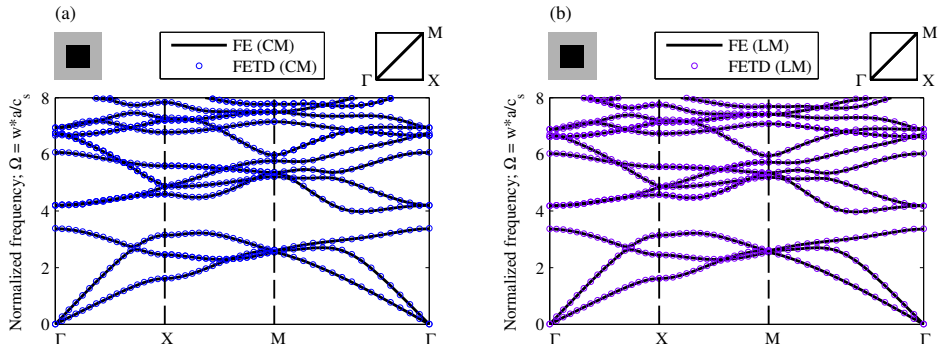 (a)
FE (CM)
FETD (CM)
M
Γ
X
Normalized frequency; Ω = w*a/c_s
8
6
4
2
0
Γ
X
M
Γ
(b)
FE (LM)
FETD (LM)
M
Γ
X
Normalized frequency; Ω = w*a/c_s
8
6
4
2
0
Γ
X
M
Γ